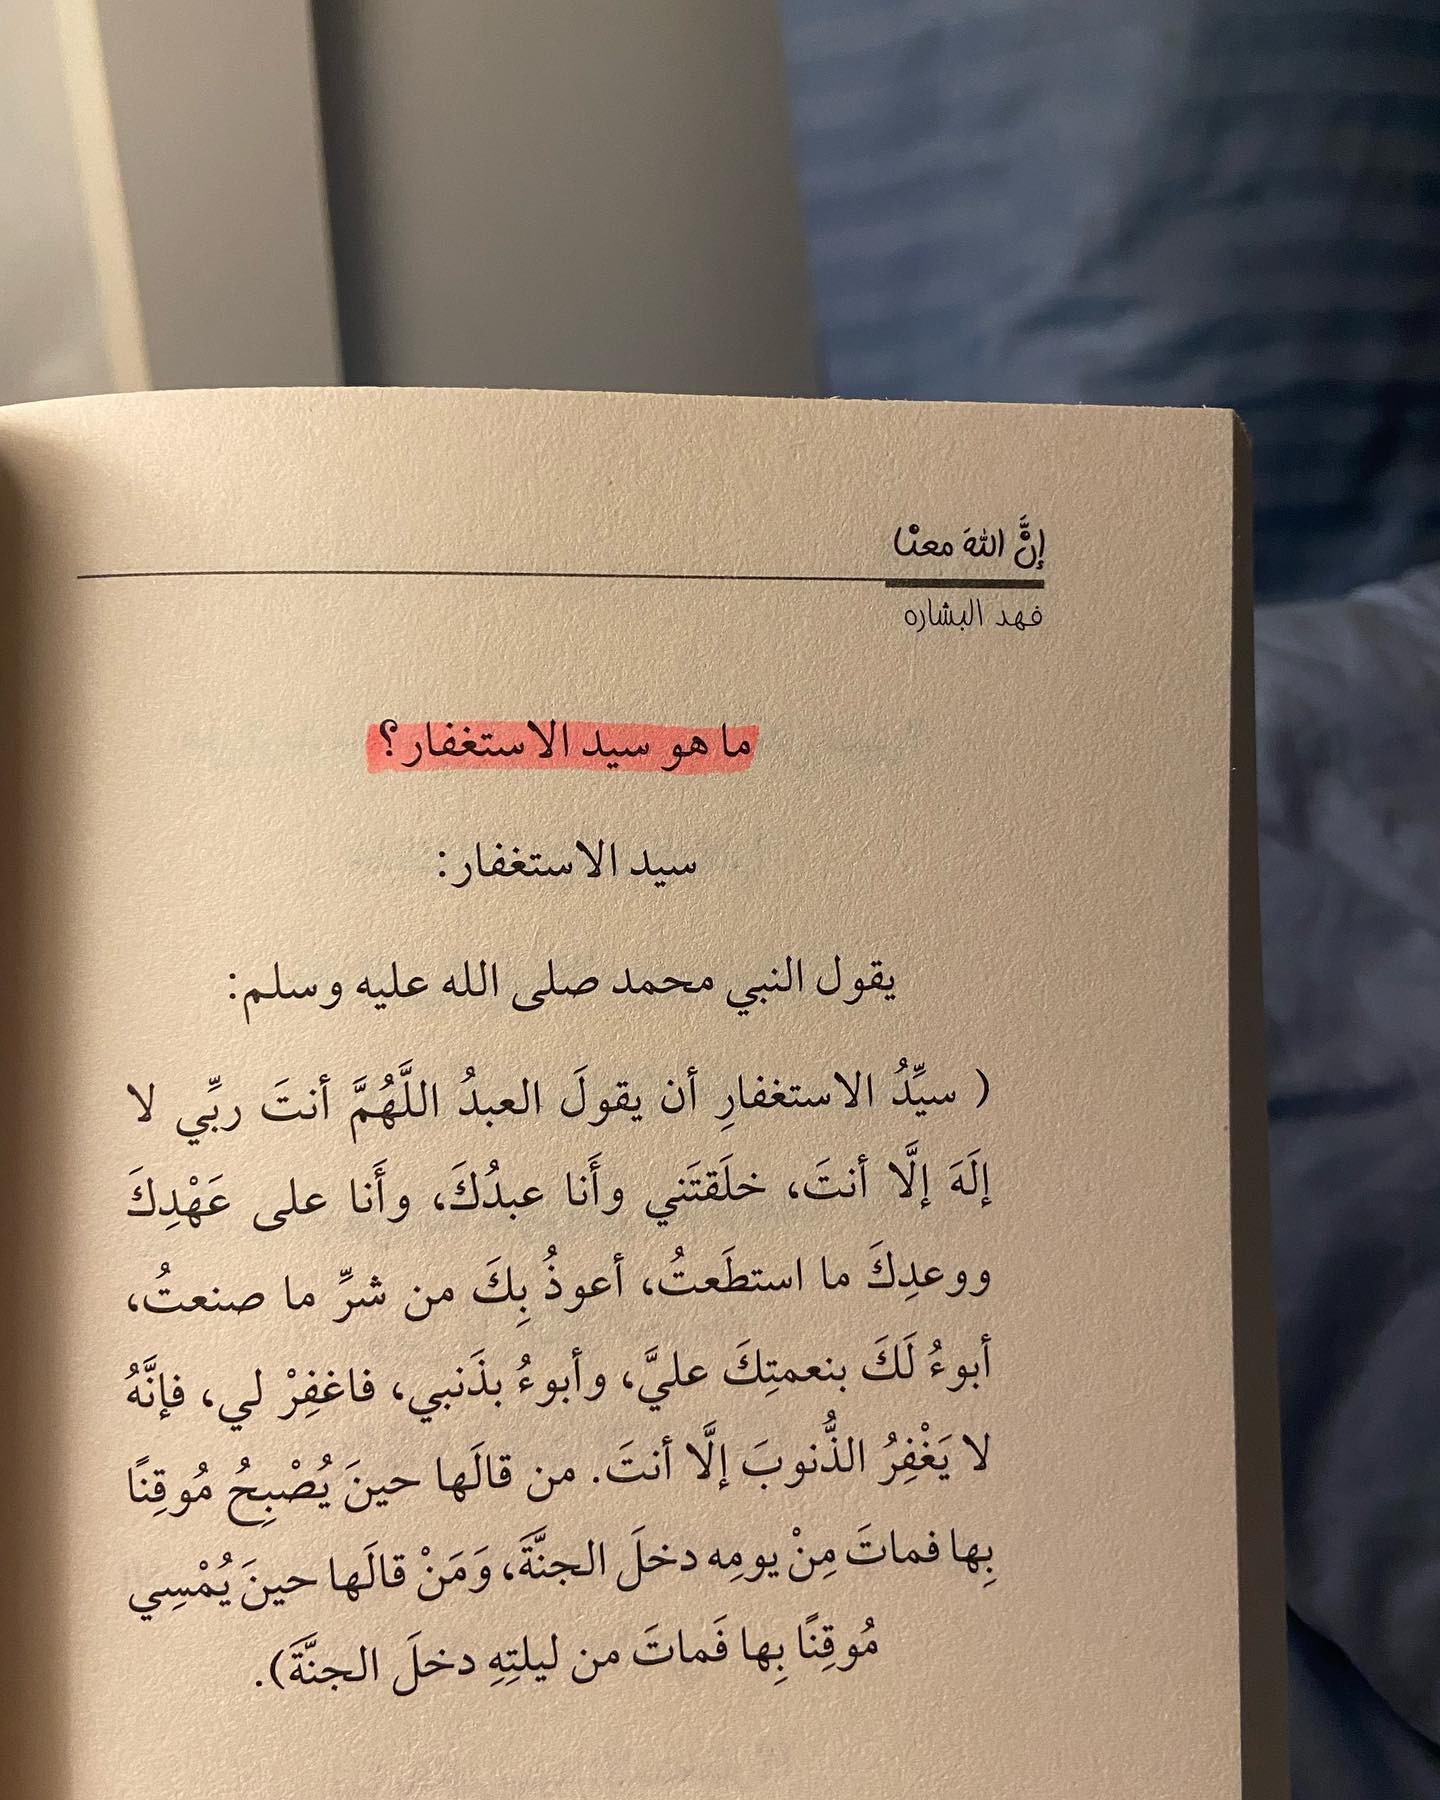 إنَّ اللهَ معنْا
فهد البشاره
ما هو سيد الاستغفار؟
سيد الاستغفار:
يقول النبي محمد صلى الله عليه وسلم:
( سيِّدُ الاستغفارِ أن يقولَ العبدُ اللَّهُمَّ أنتَ ربِّي لا
إلَهَ إلَّا أنتَ، خلَقتَني وأَنا عبدُكَ، وأَنا على عَهْدِكَ
ووعدِكَ ما استطَعتُ، أعوذُ بِكَ من شرِّ ما صنعتُ،
أبوءُ لَكَ بنعمتِكَ عليَّ، وأبوءُ بذَنبي، فاغفِرْ لي، فإنَّهُ
لا يَغْفِرُ الذُّنوبَ إلَّا أنتَ. من قالَها حينَ يُصْبِحُ مُوقِنًا
بِها فماتَ مِنْ يومِه دخلَ الجنَّةَ، وَمَنْ قالَها حينَ يُمْسِي
مُوقِنًا بِها فَماتَ من ليلتِهِ دخلَ الجنَّةَ).